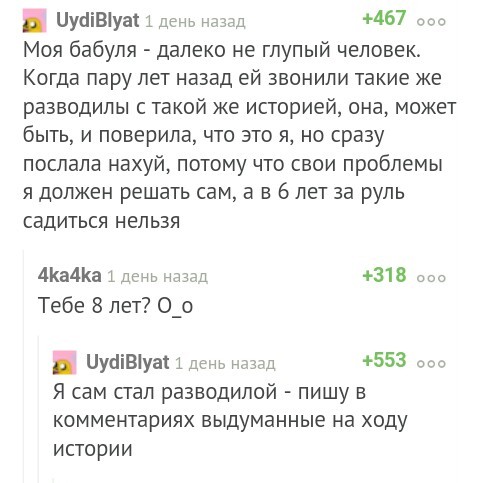 UydiBlyat 1 день назад +467
Моя бабуля - далеко не глупый человек.
Когда пару лет назад ей звонили такие же
разводилы с такой же историей, она, может
быть, и поверила, что это я, но сразу
послала нахуй, потому что свои проблемы
я должен решать сам, а в 6 лет за руль
садиться нельзя
4ka4ka 1 день назад +318
Тебе 8 лет? O_o
UydiBlyat 1 день назад +553
Я сам стал разводилой - пишу в
комментариях выдуманные на ходу
истории